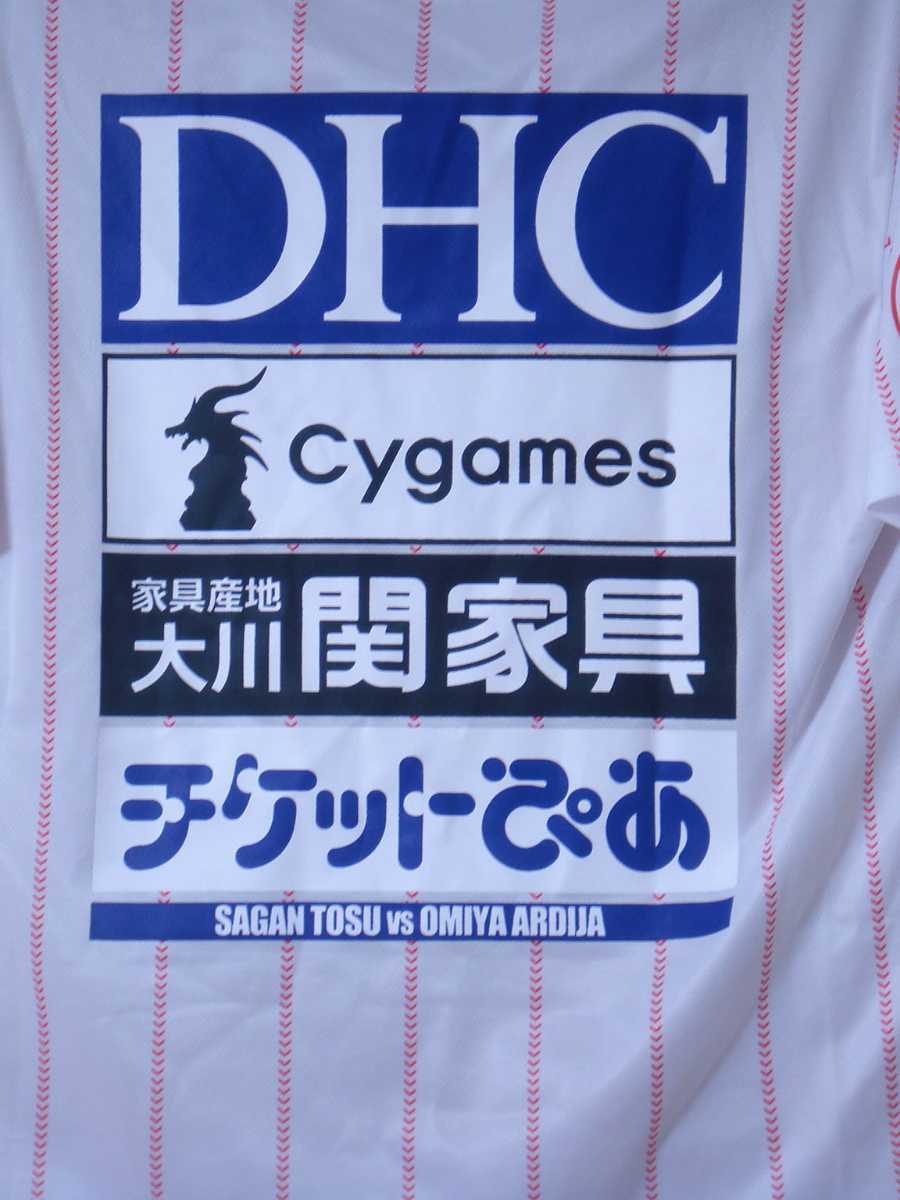 DHC
Cygames
家具産地
大川 関家具
チケットぴあ
SAGAN TOSU vs OMIYA ARDIJA